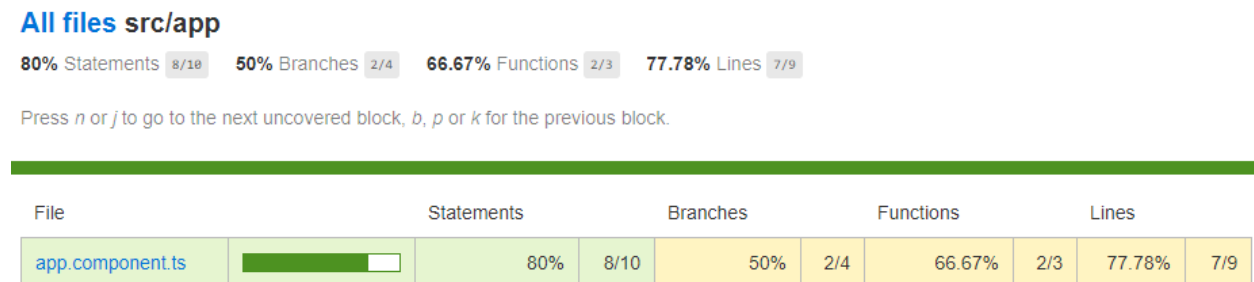 All files src/app
80% Statements 8/10 50% Branches 2/4 66.67% Functions 2/3 77.78% Lines 7/9
Press n or j to go to the next uncovered block, b, p or k for the previous block.
File Statements Branches Functions Lines
app.component.ts 80% 8/10 50% 2/4 66.67% 2/3 77.78% 7/9